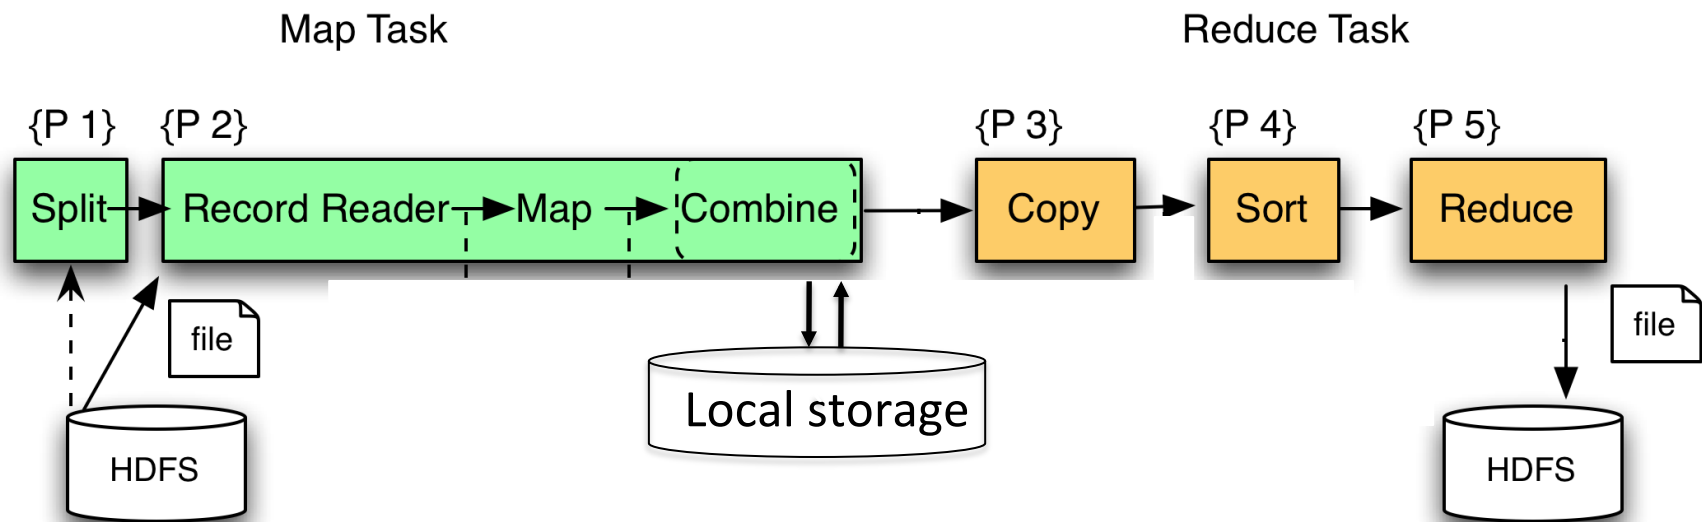 Map Task
Reduce Task
{P 1}
{P 2}
{P 3}
{P 4}
{P 5}
Split
Record Reader
Map
Combine
Copy
Sort
Reduce
file
file
Local storage
HDFS
HDFS